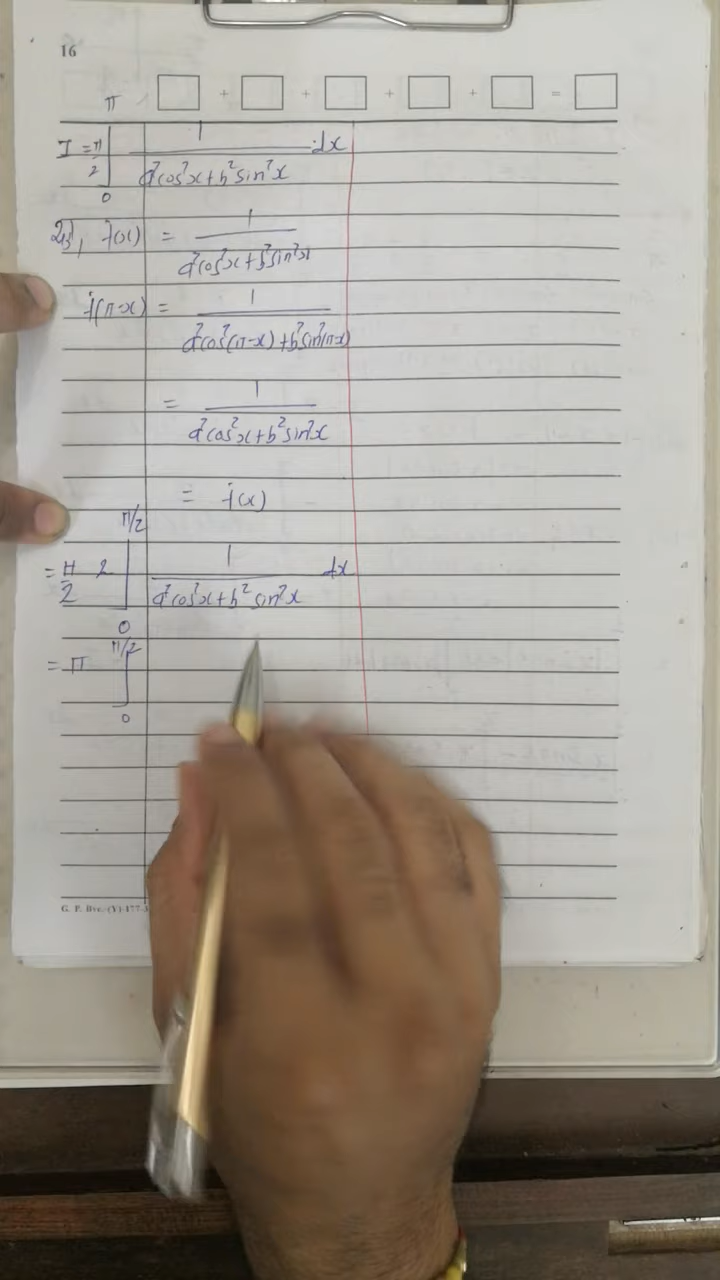 16
□ + □ + □ + □ + □ = □
I = π/2 ∫₀^π 1/(a²cos²x+b²sin²x) dx
f(x) = 1/(a²cos²x+b²sin²x)
f(π-x) = 1/(a²cos²(π-x)+b²sin²(π-x))
= 1/(a²cos²x+b²sin²x)
= f(x)
= π/2 2 ∫₀^(π/2) 1/(a²cos²x+b²sin²x) dx
= π ∫₀^(π/2)